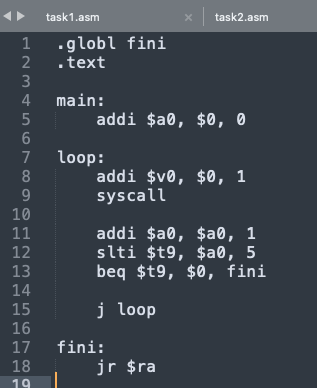 task1.asm × task2.asm
1 .globl fini
2 .text
3
4 main:
5     addi $a0, $0, 0
6
7 loop:
8     addi $v0, $0, 1
9     syscall
10
11     addi $a0, $a0, 1
12     slti $t9, $a0, 5
13     beq $t9, $0, fini
14
15     j loop
16
17 fini:
18     jr $ra
19